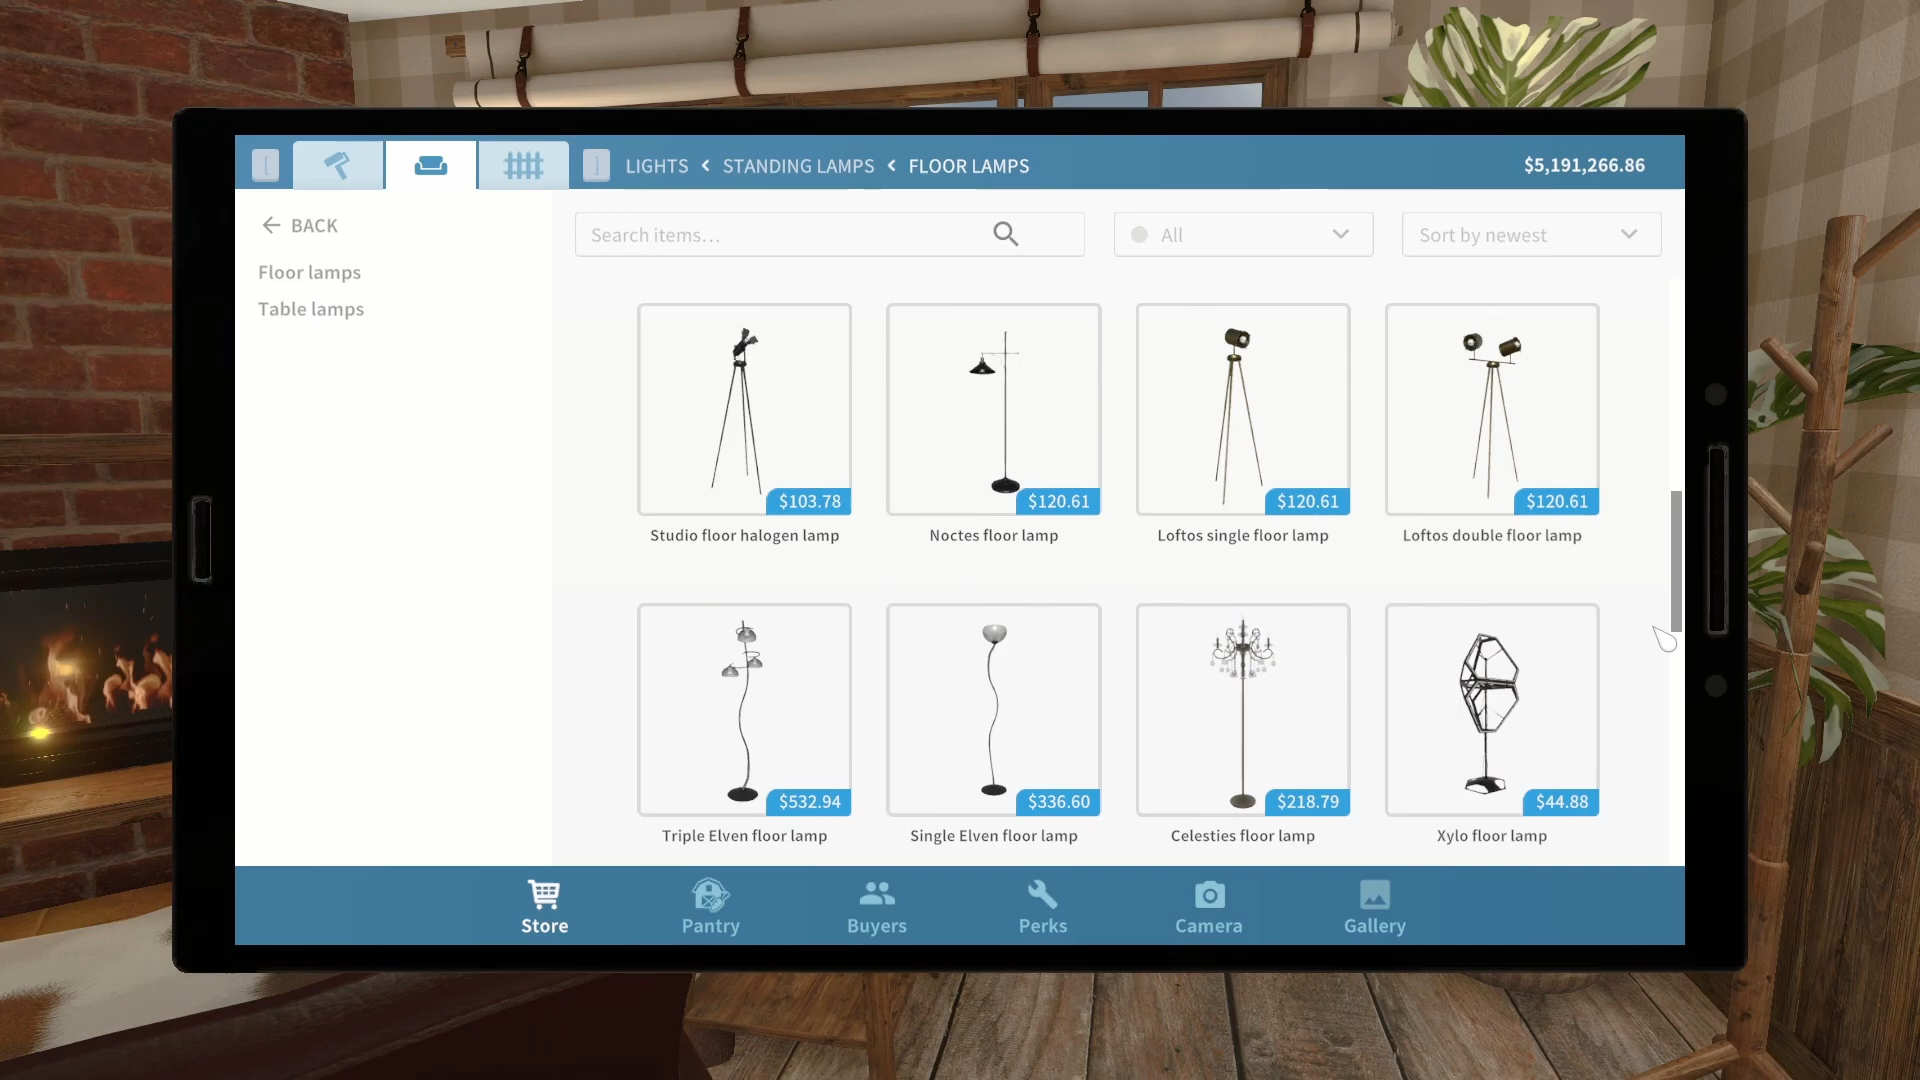 [
]
LIGHTS < STANDING LAMPS < FLOOR LAMPS
$5,191,266.86
BACK
Floor lamps
Table lamps
Search items...
All
Sort by newest
$103.78
$120.61
$120.61
$120.61
Studio floor halogen lamp
Noctes floor lamp
Loftos single floor lamp
Loftos double floor lamp
$532.94
$336.60
$218.79
$44.88
Triple Elven floor lamp
Single Elven floor lamp
Celesties floor lamp
Xylo floor lamp
Store
Pantry
Buyers
Perks
Camera
Gallery